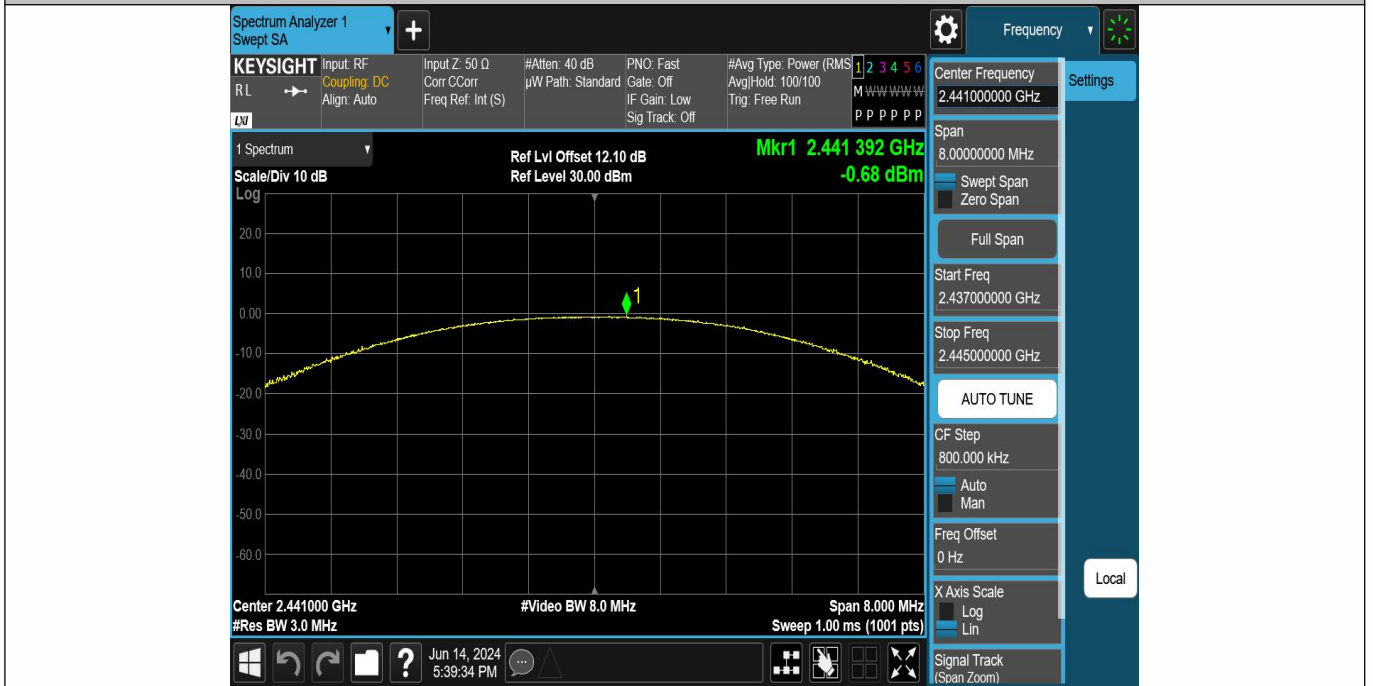 Spectrum Analyzer 1
Swept SA
Frequency
KEYSIGHT
RL
LXI
Input: RF
Coupling: DC
Align: Auto
Input Z: 50 Ω
Corr CCorr
Freq Ref: Int (S)
#Atten: 40 dB
µW Path: Standard
PNO: Fast
Gate: Off
IF Gain: Low
Sig Track: Off
#Avg Type: Power (RMS
Avg|Hold: 100/100
Trig: Free Run
1 2 3 4 5 6
M W W W W W
P P P P P P
1 Spectrum
Scale/Div 10 dB
Log
Ref Lvl Offset 12.10 dB
Ref Level 30.00 dBm
Mkr1 2.441 392 GHz
-0.68 dBm
20.0
10.0
0.00
-10.0
-20.0
-30.0
-40.0
-50.0
-60.0
1
Center 2.441000 GHz
#Res BW 3.0 MHz
#Video BW 8.0 MHz
Span 8.000 MHz
Sweep 1.00 ms (1001 pts)
Center Frequency
2.441000000 GHz
Settings
Span
8.00000000 MHz
Swept Span
Zero Span
Full Span
Start Freq
2.437000000 GHz
Stop Freq
2.445000000 GHz
AUTO TUNE
CF Step
800.000 kHz
Auto
Man
Freq Offset
0 Hz
Local
X Axis Scale
Log
Lin
Signal Track
(Span Zoom)
?
Jun 14, 2024
5:39:34 PM